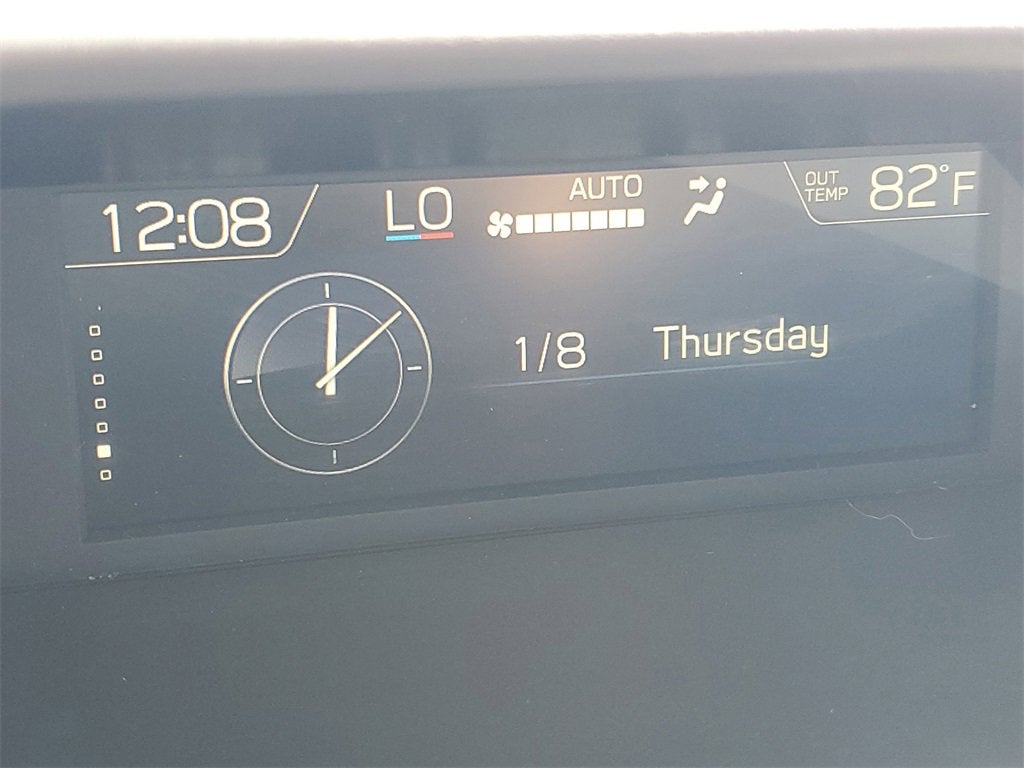 12:08
LO
AUTO
OUT
TEMP
82°F
1/8 Thursday